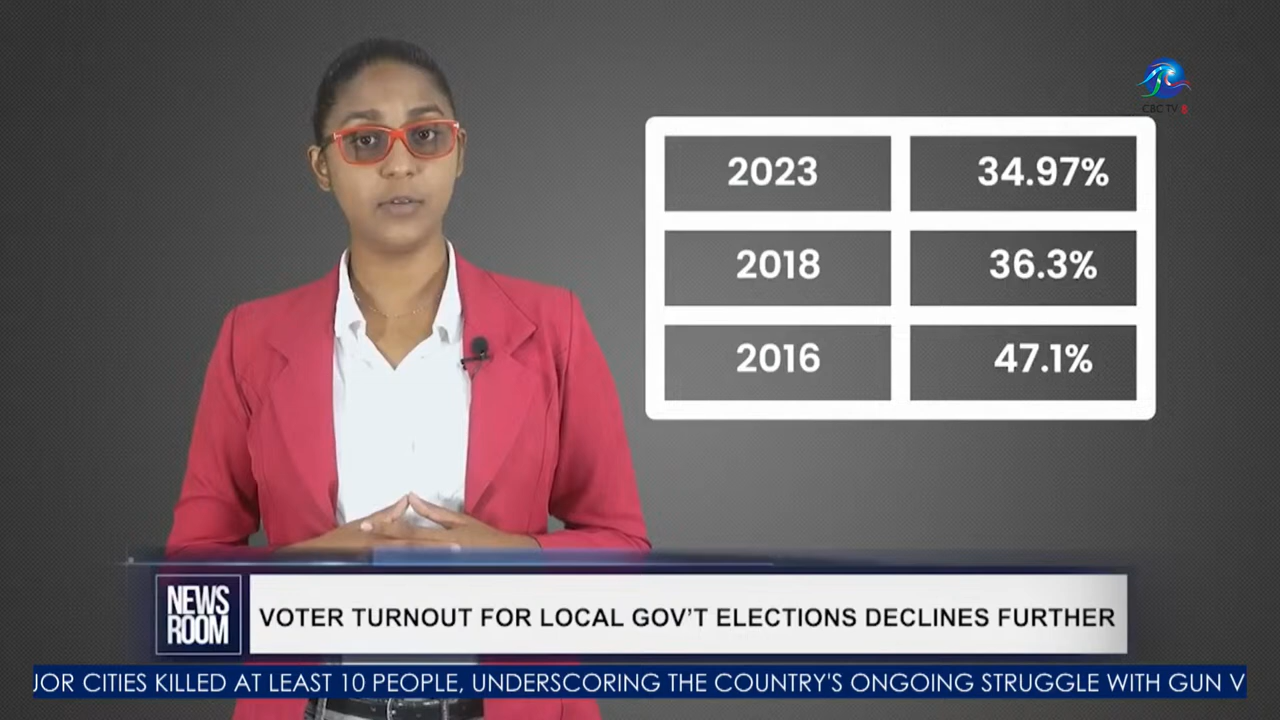 CBC TV 8
2023 34.97%
2018 36.3%
2016 47.1%
NEWS
ROOM
VOTER TURNOUT FOR LOCAL GOV'T ELECTIONS DECLINES FURTHER
JOR CITIES KILLED AT LEAST 10 PEOPLE, UNDERSCORING THE COUNTRY'S ONGOING STRUGGLE WITH GUN V